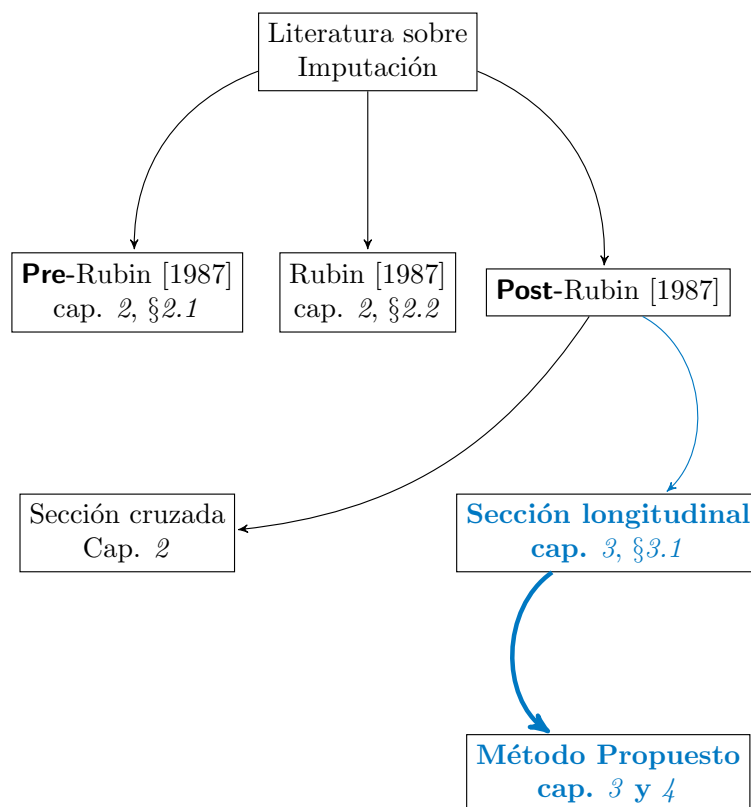 Literatura sobre
Imputación
Pre-Rubin [1987]
cap. 2, §2.1
Rubin [1987]
cap. 2, §2.2
Post-Rubin [1987]
Sección cruzada
Cap. 2
Sección longitudinal
cap. 3, §3.1
Método Propuesto
cap. 3 y 4